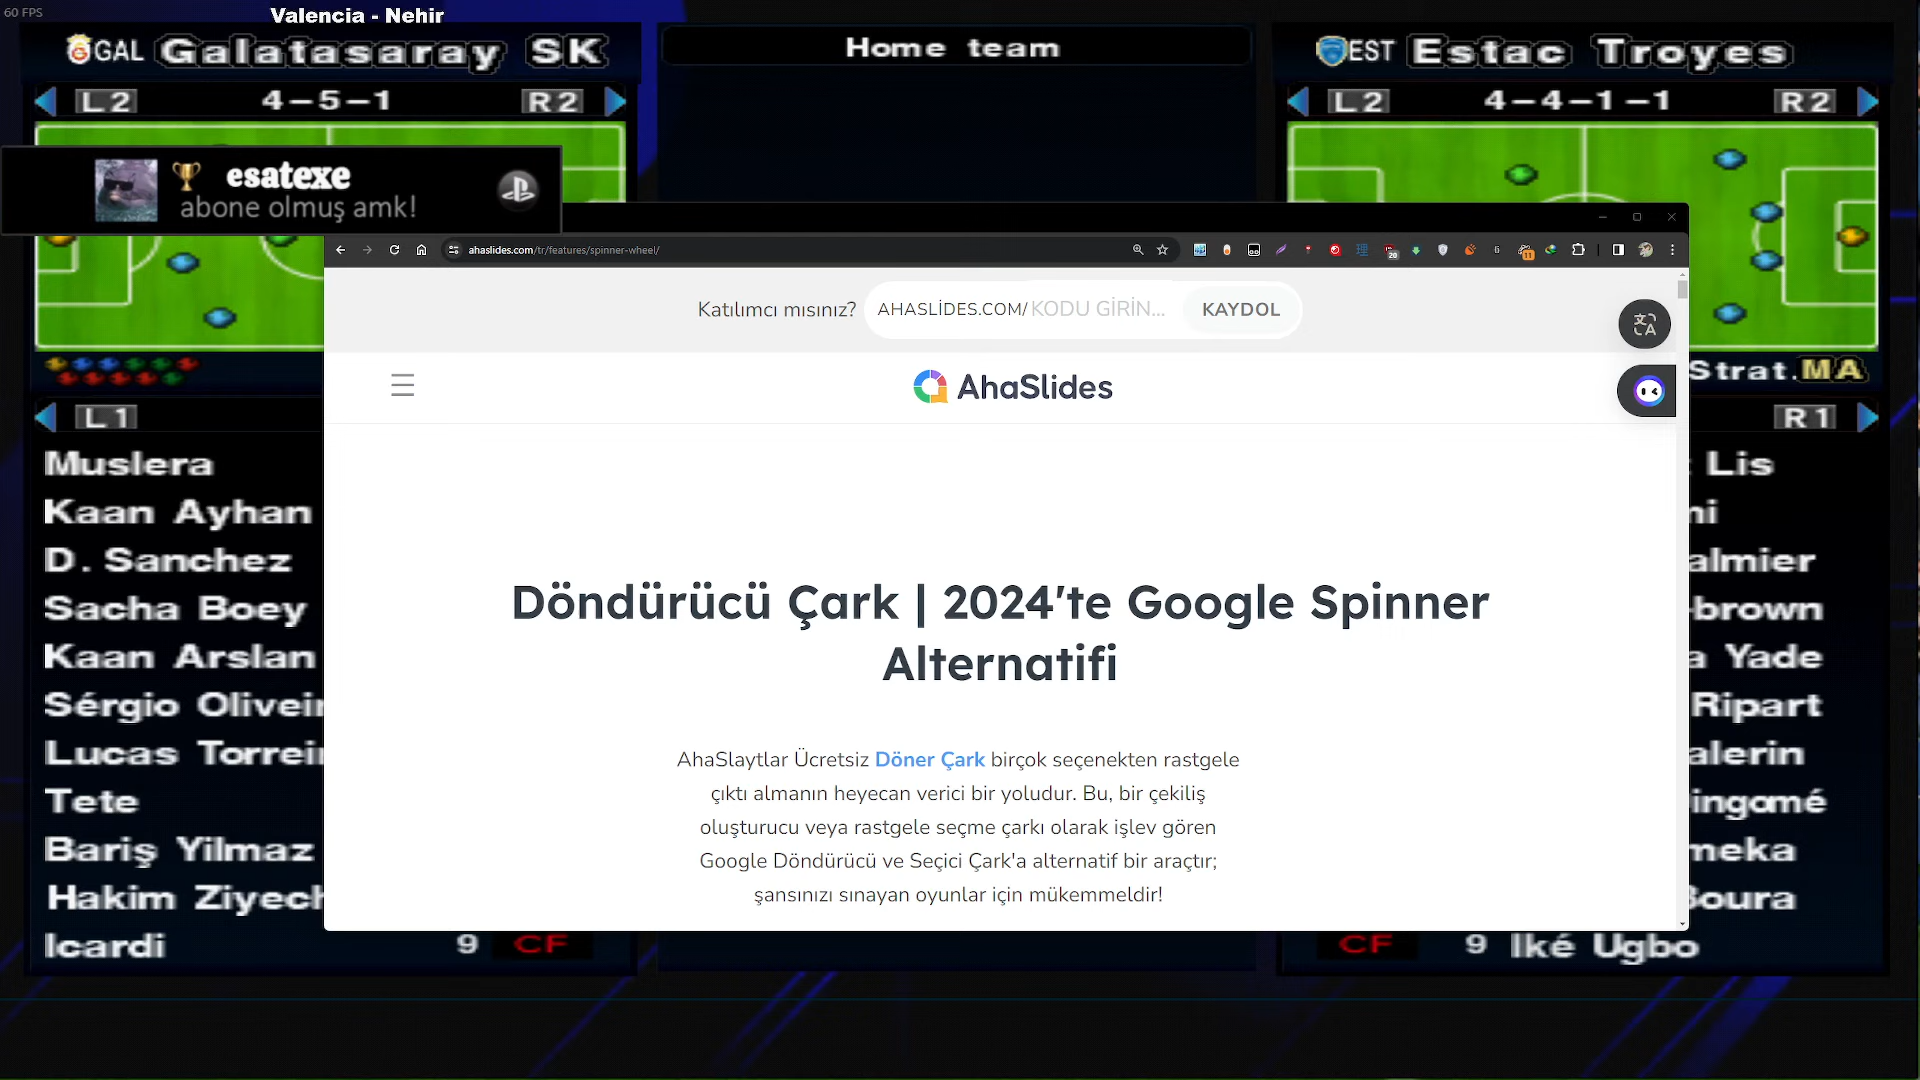 60 FPS
Valencia - Nehir
GAL Galatasaray SK
Home team
EST Estac Troyes
L2 4-5-1 R2
L2 4-4-1-1 R2
esatexe
abone olmuş amk!
ahaslides.com/tr/features/spinner-wheel/
20
11
Katılımcı mısınız? AHASLİDES.COM/ KODU GİRİN... KAYDOL
AhaSlides
Strat. MA
L1
R1
Döndürücü Çark | 2024'te Google Spinner
Alternatifi
AhaSlaytlar Ücretsiz Döner Çark birçok seçenekten rastgele
çıktı almanın heyecan verici bir yoludur. Bu, bir çekiliş
oluşturucu veya rastgele seçme çarkı olarak işlev gören
Google Döndürücü ve Seçici Çark'a alternatif bir araçtır;
şansınızı sınayan oyunlar için mükemmeldir!
Muslera
Kaan Ayhan
D. Sanchez
Sacha Boey
Kaan Arslan
Sérgio Oliveir
Lucas Torreir
Tete
Bariş Yilmaz
Hakim Ziyech
Icardi 9 CF
Lis
ni
almier
brown
a Yade
Ripart
alerin
ingomé
meka
Boura
CF 9 Iké Ugbo